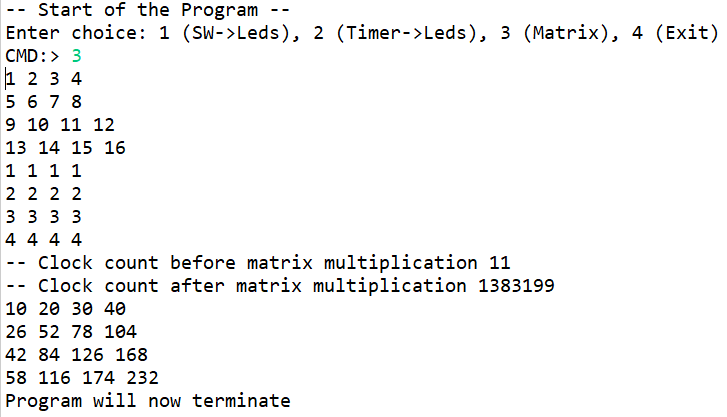 -- Start of the Program --
Enter choice: 1 (SW->Leds), 2 (Timer->Leds), 3 (Matrix), 4 (Exit)
CMD:> 3
1 2 3 4
5 6 7 8
9 10 11 12
13 14 15 16
1 1 1 1
2 2 2 2
3 3 3 3
4 4 4 4
-- Clock count before matrix multiplication 11
-- Clock count after matrix multiplication 1383199
10 20 30 40
26 52 78 104
42 84 126 168
58 116 174 232
Program will now terminate